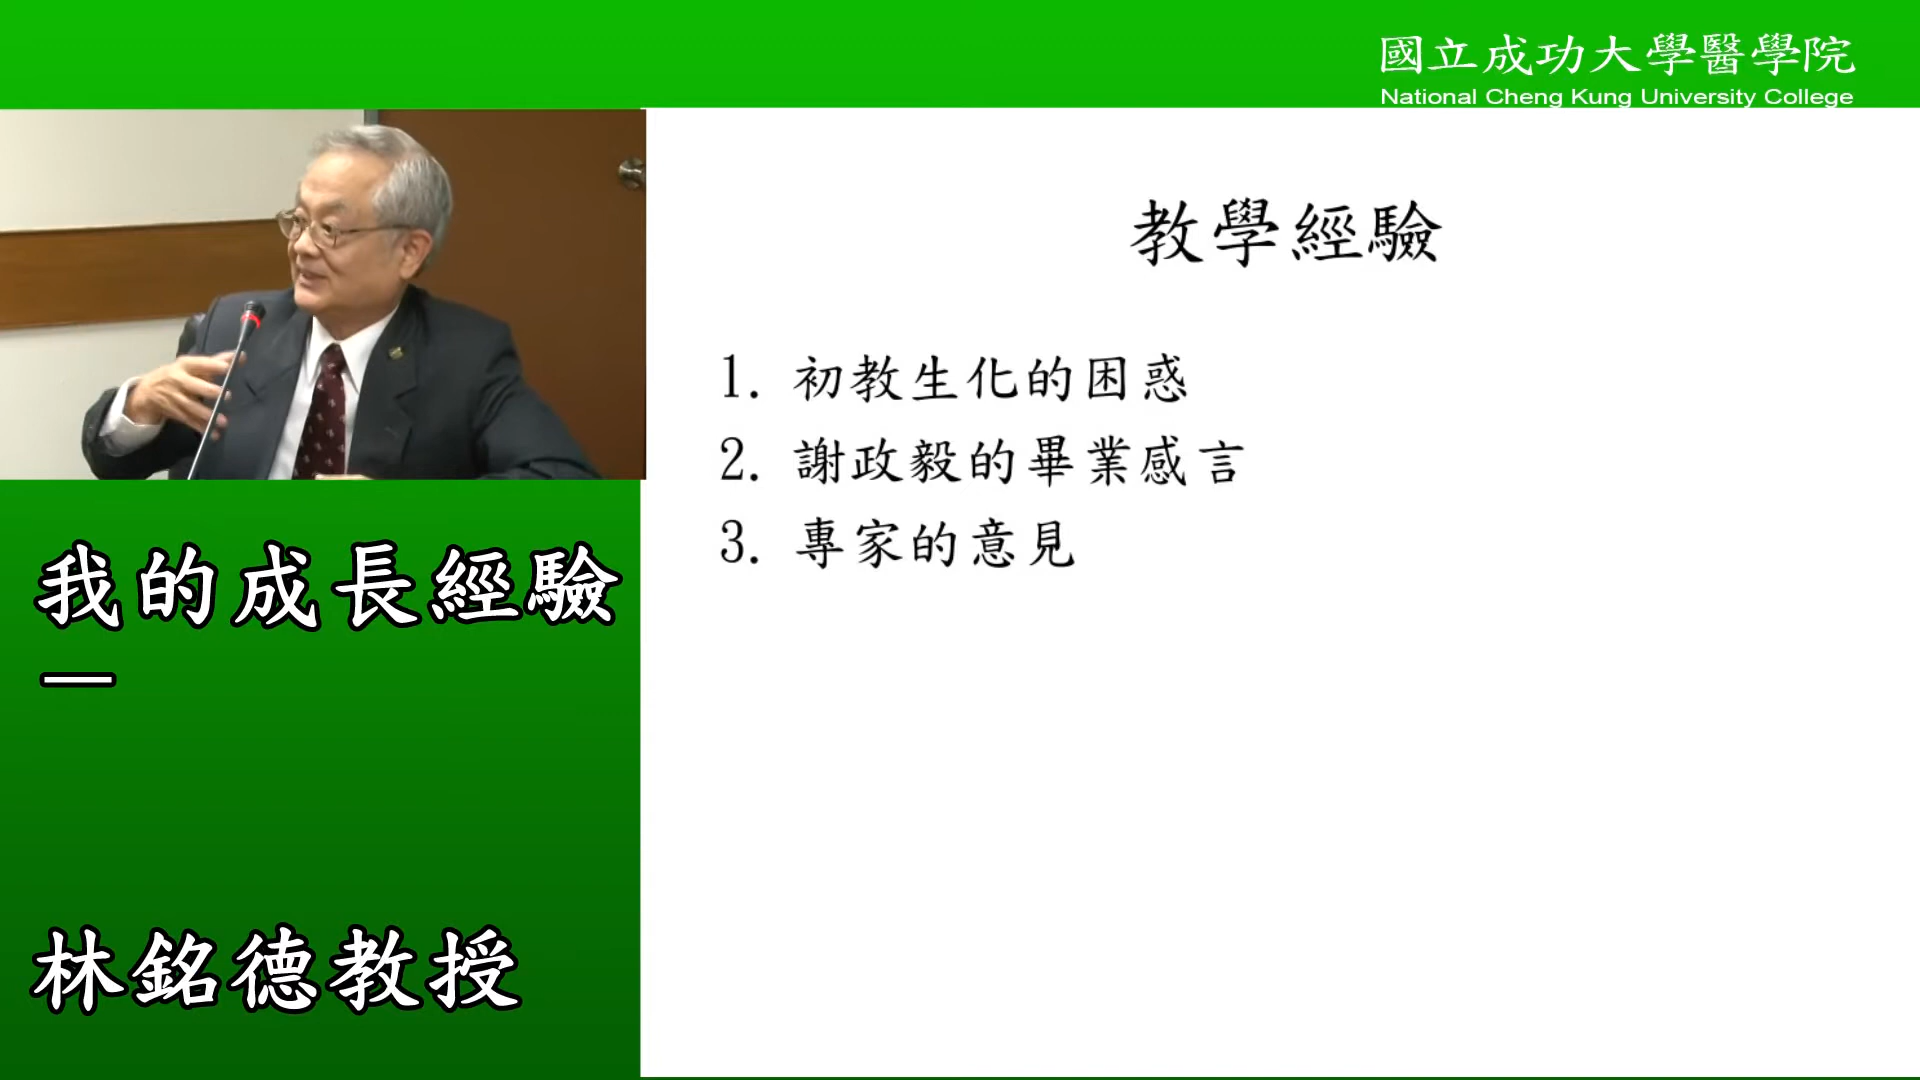 國立成功大學醫學院
National Cheng Kung University College
教學經驗
1. 初教生化的困惑
2. 謝政毅的畢業感言
3. 專家的意見
我的成長經驗
一
林銘德教授